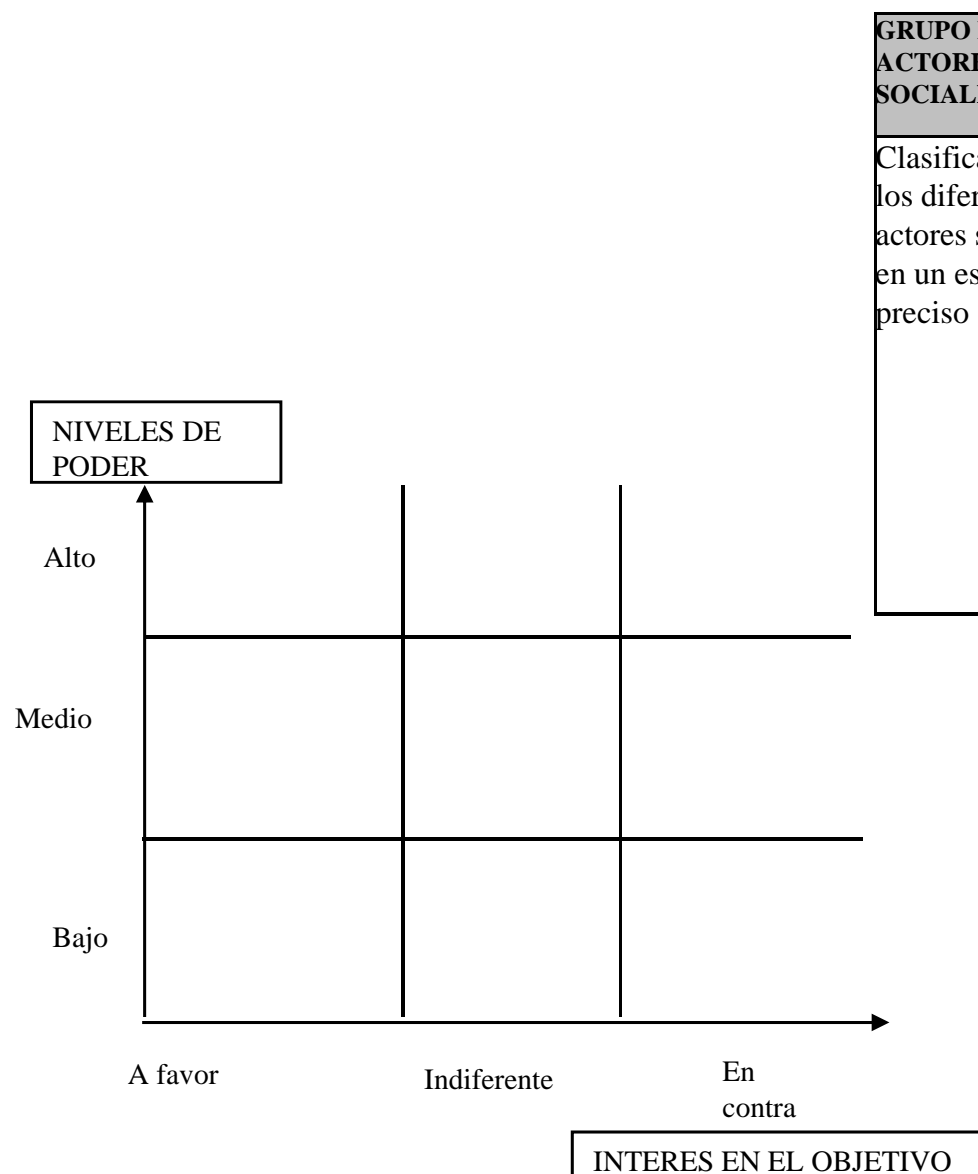 GRUPO
ACTORE
SOCIAL
Clasifica
los difer
actores s
en un es
preciso
NIVELES DE
PODER
Alto
Medio
Bajo
A favor
Indiferente
En
contra
INTERES EN EL OBJETIVO